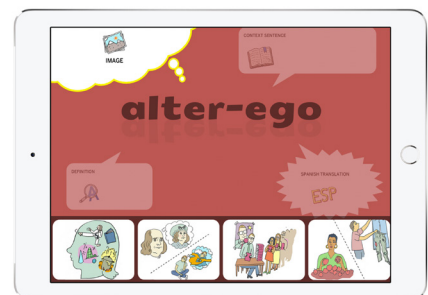 IMAGE
CONTEXT SENTENCE
alter-ego
DEFINITION
SPANISH TRANSLATION
ESP